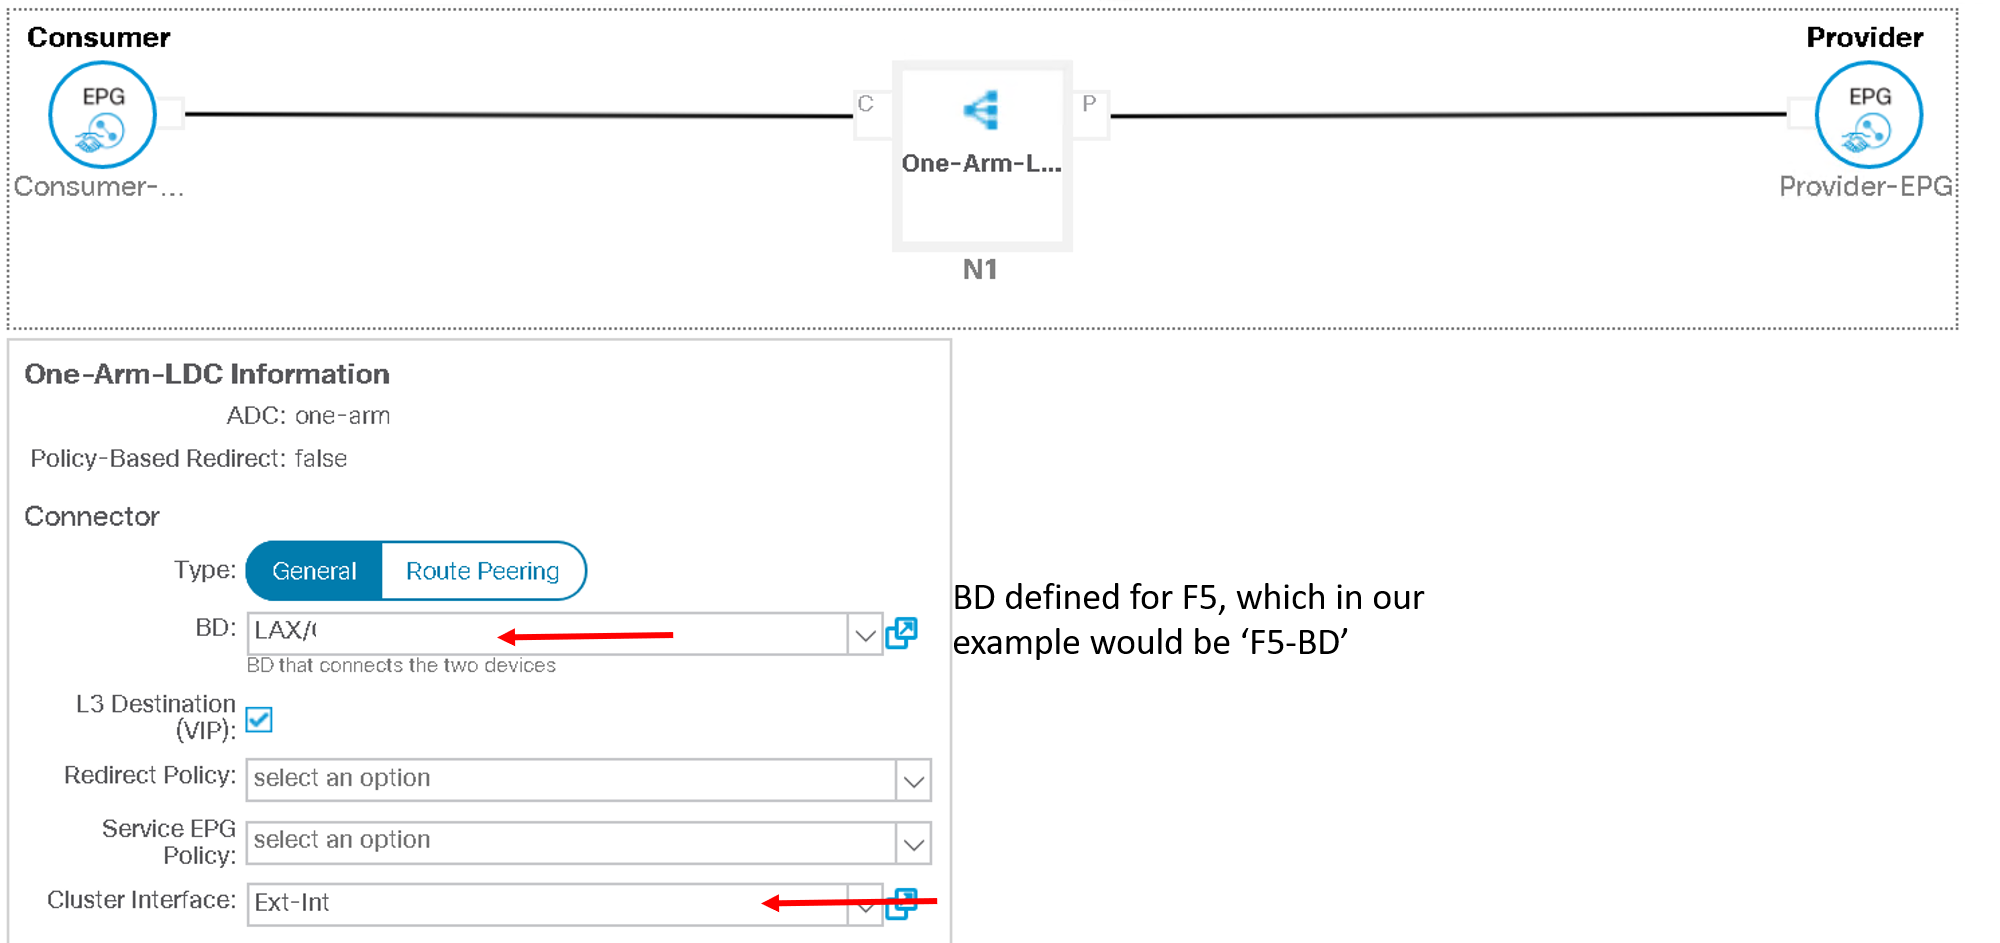 Consumer
Provider
EPG
EPG
C
P
One-Arm-L...
Consumer-...
Provider-EPG
N1
One-Arm-LDC Information
ADC: one-arm
Policy-Based Redirect: false
Connector
Type: General Route Peering
BD: LAX/
BD that connects the two devices
BD defined for F5, which in our
example would be ‘F5-BD’
L3 Destination
(VIP):
Redirect Policy: select an option
Service EPG
Policy: select an option
Cluster Interface: Ext-Int